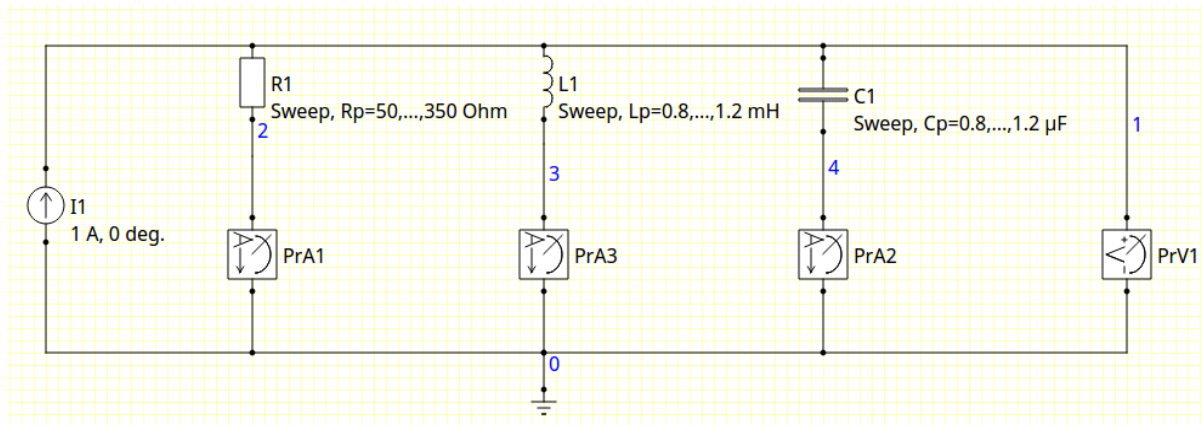 R1
Sweep, Rp=50,...,350 Ohm
2
L1
Sweep, Lp=0.8,...,1.2 mH
3
C1
Sweep, Cp=0.8,...,1.2 µF
4
1
I1
1 A, 0 deg.
A
PrA1
A
PrA3
A
PrA2
V
+
PrV1
0